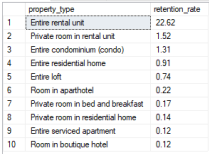 property_type retention_rate
1 Entire rental unit 22.62
2 Private room in rental unit 1.52
3 Entire condominium (condo) 1.31
4 Entire residential home 0.91
5 Entire loft 0.74
6 Room in aparthotel 0.22
7 Private room in bed and breakfast 0.17
8 Private room in residential home 0.14
9 Entire serviced apartment 0.12
10 Room in boutique hotel 0.12